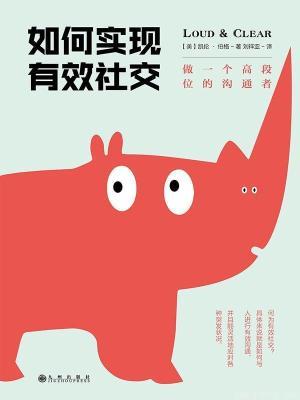 如何实现
有效社交
LOUD & CLEAR
【美】凯伦·伯格-著 刘祥亚-译
做一个高段
位的沟通者
何为有效社交?
具体来说就是如何与
人进行有效沟通,
并且能灵活地应对各
种突发状况。
九州出版社
JIUZHOUPRESS